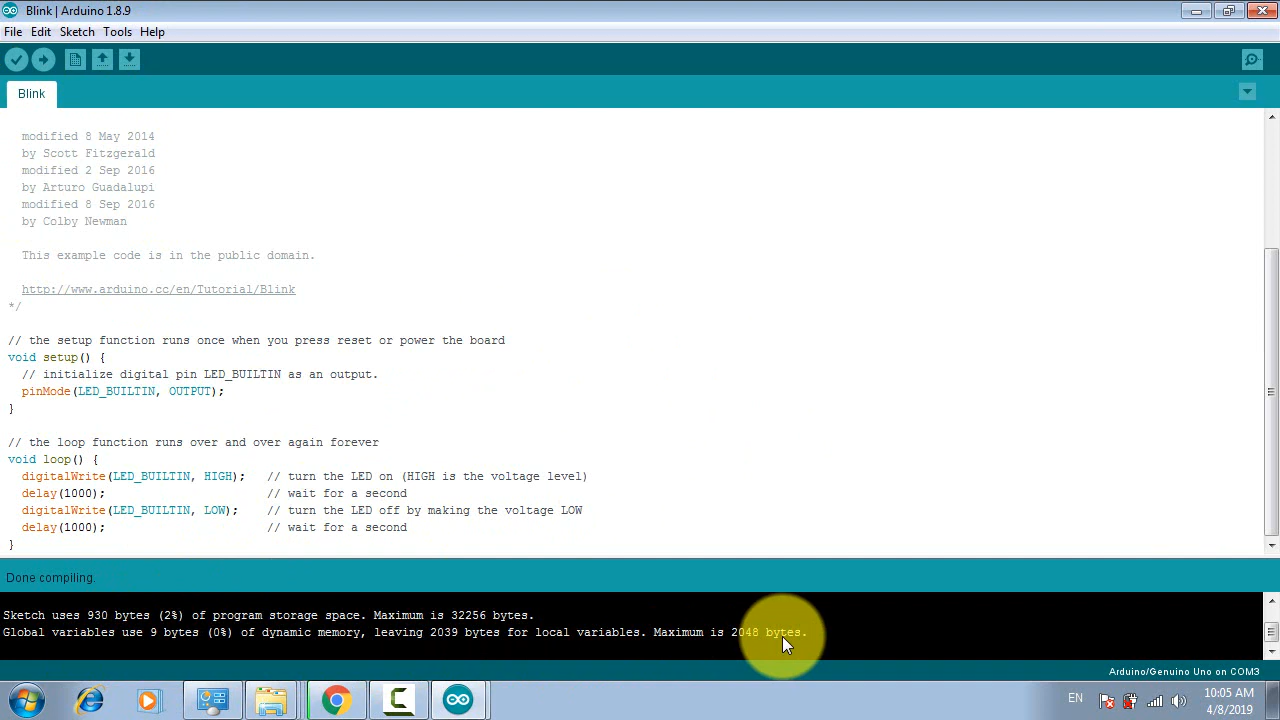 Blink | Arduino 1.8.9
File Edit Sketch Tools Help
Blink
modified 8 May 2014
by Scott Fitzgerald
modified 2 Sep 2016
by Arturo Guadalupi
modified 8 Sep 2016
by Colby Newman
This example code is in the public domain.
http://www.arduino.cc/en/Tutorial/Blink
*/
// the setup function runs once when you press reset or power the board
void setup() {
// initialize digital pin LED_BUILTIN as an output.
pinMode(LED_BUILTIN, OUTPUT);
}
// the loop function runs over and over again forever
void loop() {
digitalWrite(LED_BUILTIN, HIGH);   // turn the LED on (HIGH is the voltage level)
delay(1000);                       // wait for a second
digitalWrite(LED_BUILTIN, LOW);    // turn the LED off by making the voltage LOW
delay(1000);                       // wait for a second
}
Done compiling.
Sketch uses 930 bytes (2%) of program storage space. Maximum is 32256 bytes.
Global variables use 9 bytes (0%) of dynamic memory, leaving 2039 bytes for local variables. Maximum is 2048 bytes.
Arduino/Genuino Uno on COM3
EN
10:05 AM
4/8/2019